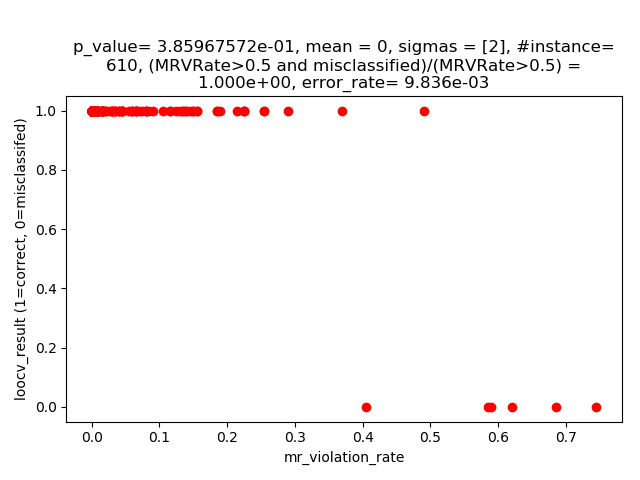 p_value= 3.85967572e-01, mean = 0, sigmas = [2], #instance=
610, (MRVRate>0.5 and misclassified)/(MRVRate>0.5) =
1.000e+00, error_rate= 9.836e-03
1.0
0.8
0.6
0.4
0.2
0.0
loocv_result (1=correct, 0=misclassifed)
0.0 0.1 0.2 0.3 0.4 0.5 0.6 0.7
mr_violation_rate